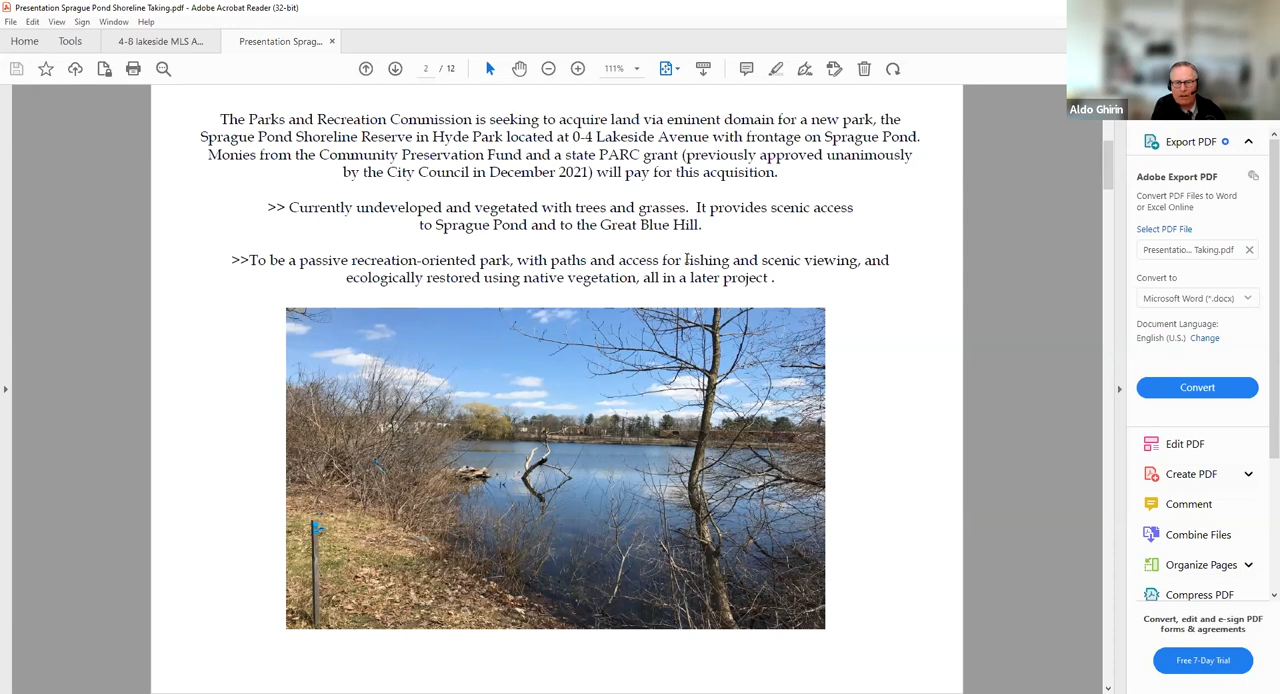 Presentation Sprague Pond Shoreline Taking.pdf - Adobe Acrobat Reader (32-bit)
File Edit View Sign Window Help
Home Tools 4-8 lakeside MLS A... Presentation Sprag... ×
2 / 12 111%
Aldo Ghirin
The Parks and Recreation Commission is seeking to acquire land via eminent domain for a new park, the
Sprague Pond Shoreline Reserve in Hyde Park located at 0-4 Lakeside Avenue with frontage on Sprague Pond.
Monies from the Community Preservation Fund and a state PARC grant (previously approved unanimously
by the City Council in December 2021) will pay for this acquisition.
>> Currently undeveloped and vegetated with trees and grasses. It provides scenic access
to Sprague Pond and to the Great Blue Hill.
>>To be a passive recreation-oriented park, with paths and access for fishing and scenic viewing, and
ecologically restored using native vegetation, all in a later project .
Export PDF
Adobe Export PDF
Convert PDF Files to Word
or Excel Online
Select PDF File
Presentatio... Taking.pdf
Convert to
Microsoft Word (*.docx)
Document Language:
English (U.S.) Change
Convert
Edit PDF
Create PDF
Comment
Combine Files
Organize Pages
Compress PDF
Convert, edit and e-sign PDF
forms & agreements
Free 7-Day Trial